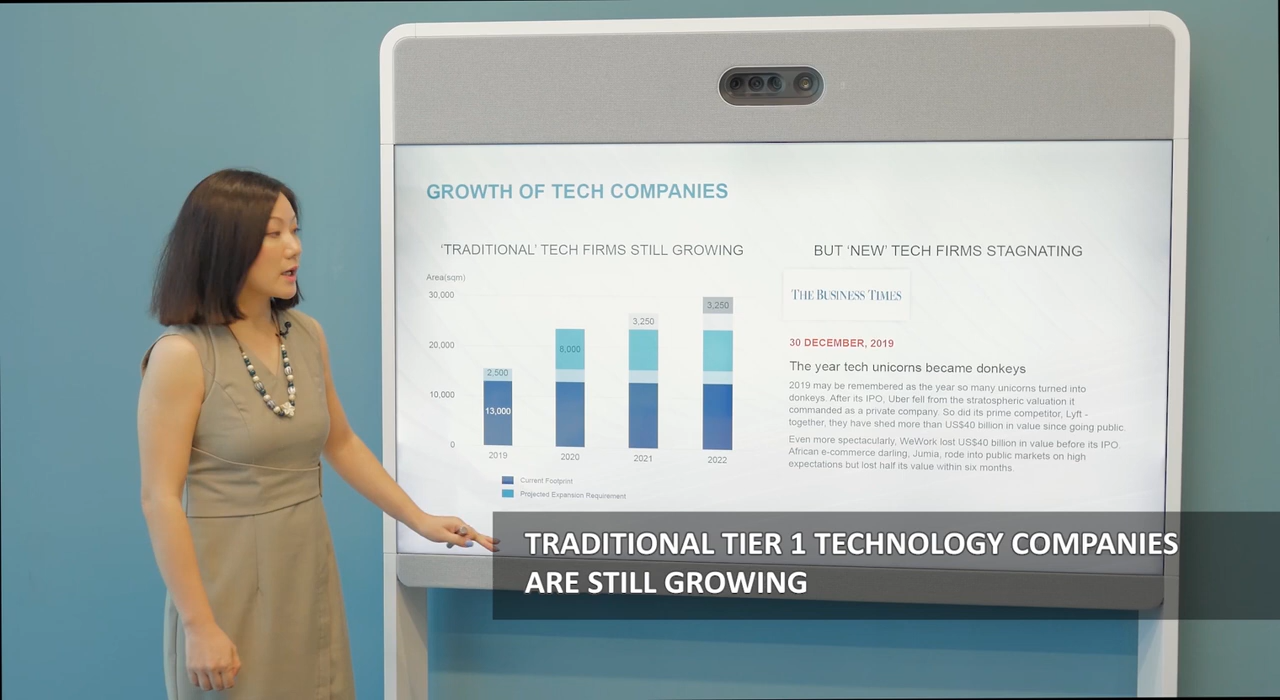 GROWTH OF TECH COMPANIES
'TRADITIONAL' TECH FIRMS STILL GROWING
Area(sqm)
30,000
20,000
10,000
0
2,500
13,000
8,000
3,250
3,250
2019
2020
2021
2022
Current Footprint
Projected Expansion Requirement
BUT 'NEW' TECH FIRMS STAGNATING
THE BUSINESS TIMES
30 DECEMBER, 2019
The year tech unicorns became donkeys
2019 may be remembered as the year so many unicorns turned into
donkeys. After its IPO, Uber fell from the stratospheric valuation it
commanded as a private company. So did its prime competitor, Lyft -
together, they have shed more than US$40 billion in value since going public.
Even more spectacularly, WeWork lost US$40 billion in value before its IPO.
African e-commerce darling, Jumia, rode into public markets on high
expectations but lost half its value within six months.
TRADITIONAL TIER 1 TECHNOLOGY COMPANIES
ARE STILL GROWING